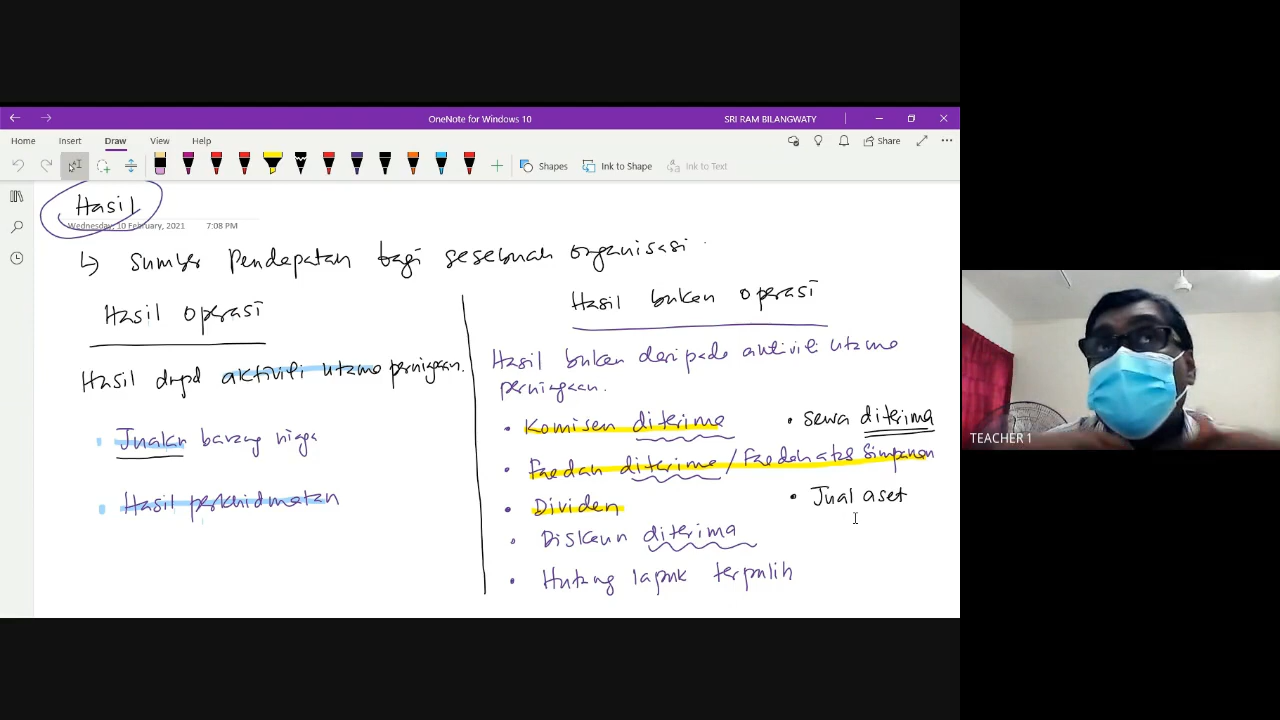 OneNote for Windows 10
SRI RAM BILANGWATY
Home Insert Draw View Help
Share
Shapes Ink to Shape Ink to Text
Hasil
Wednesday, 10 February, 2021 7:08 PM
↳ Sumber Pendapatan bagi sesebuah organisasi
Hasil operasi
Hasil drpd aktiviti utama perniagaan.
• Jualan barang niaga
• Hasil perkhidmatan
Hasil bukan operasi
Hasil bukan daripada aktiviti utama
perniagaan.
• Komisen diterima
• Faedah diterima / Faedah atas Simpanan
• Dividen
• Diskaun diterima
• Hutang lapuk terpulih
• Sewa diterima
• Jual aset
TEACHER 1